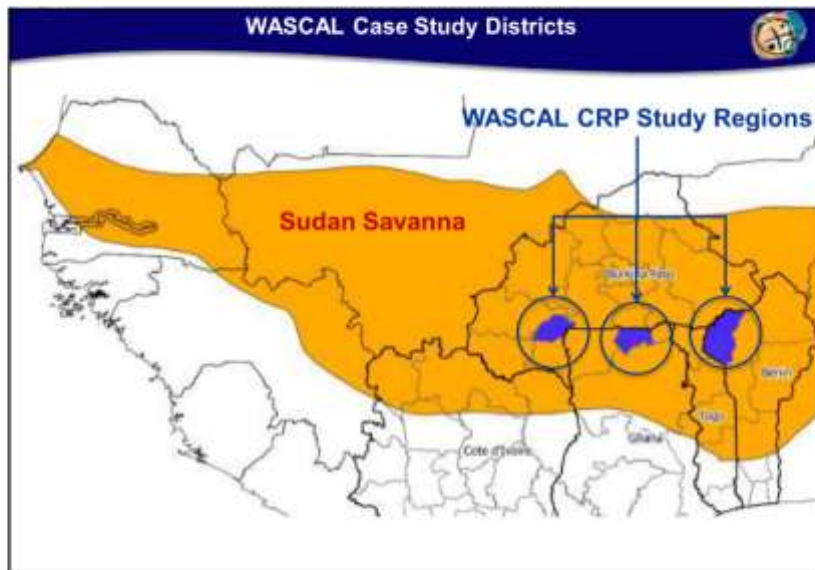 WASCAL Case Study Districts
WASCAL CRP Study Regions
Sudan Savanna
Burkina Faso
Benin
Togo
Ghana
Cote d'Ivoire